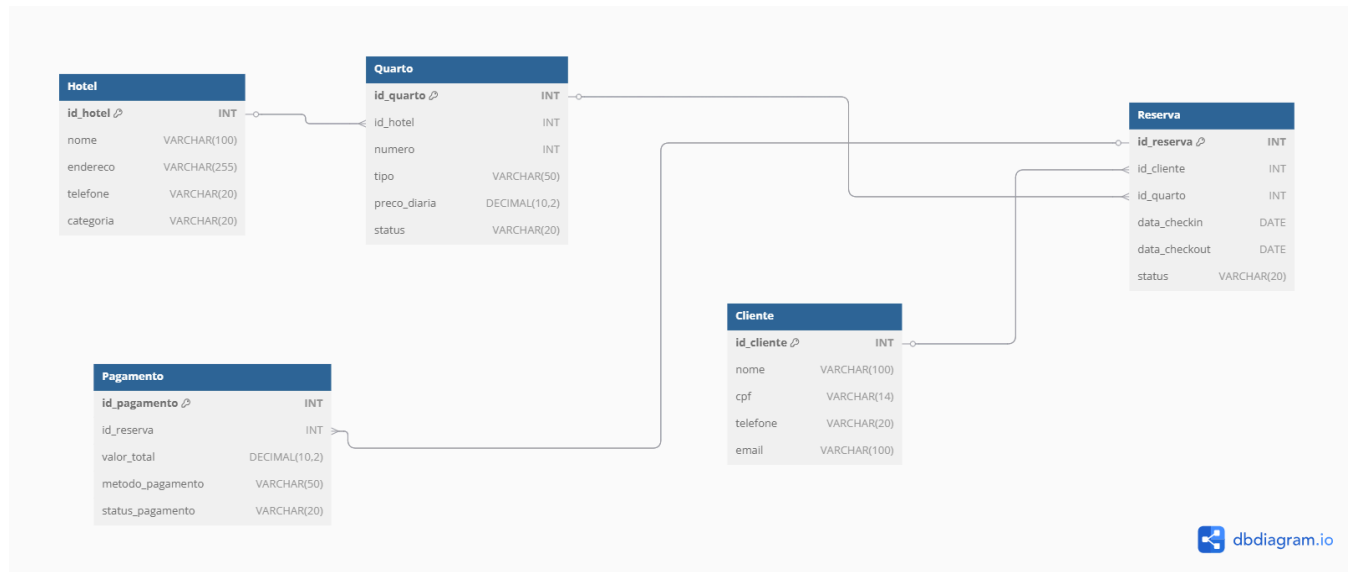 Hotel
id_hotel INT
nome VARCHAR(100)
endereco VARCHAR(255)
telefone VARCHAR(20)
categoria VARCHAR(20)
Quarto
id_quarto INT
id_hotel INT
numero INT
tipo VARCHAR(50)
preco_diaria DECIMAL(10,2)
status VARCHAR(20)
Reserva
id_reserva INT
id_cliente INT
id_quarto INT
data_checkin DATE
data_checkout DATE
status VARCHAR(20)
Cliente
id_cliente INT
nome VARCHAR(100)
cpf VARCHAR(14)
telefone VARCHAR(20)
email VARCHAR(100)
Pagamento
id_pagamento INT
id_reserva INT
valor_total DECIMAL(10,2)
metodo_pagamento VARCHAR(50)
status_pagamento VARCHAR(20)
dbdiagram.io